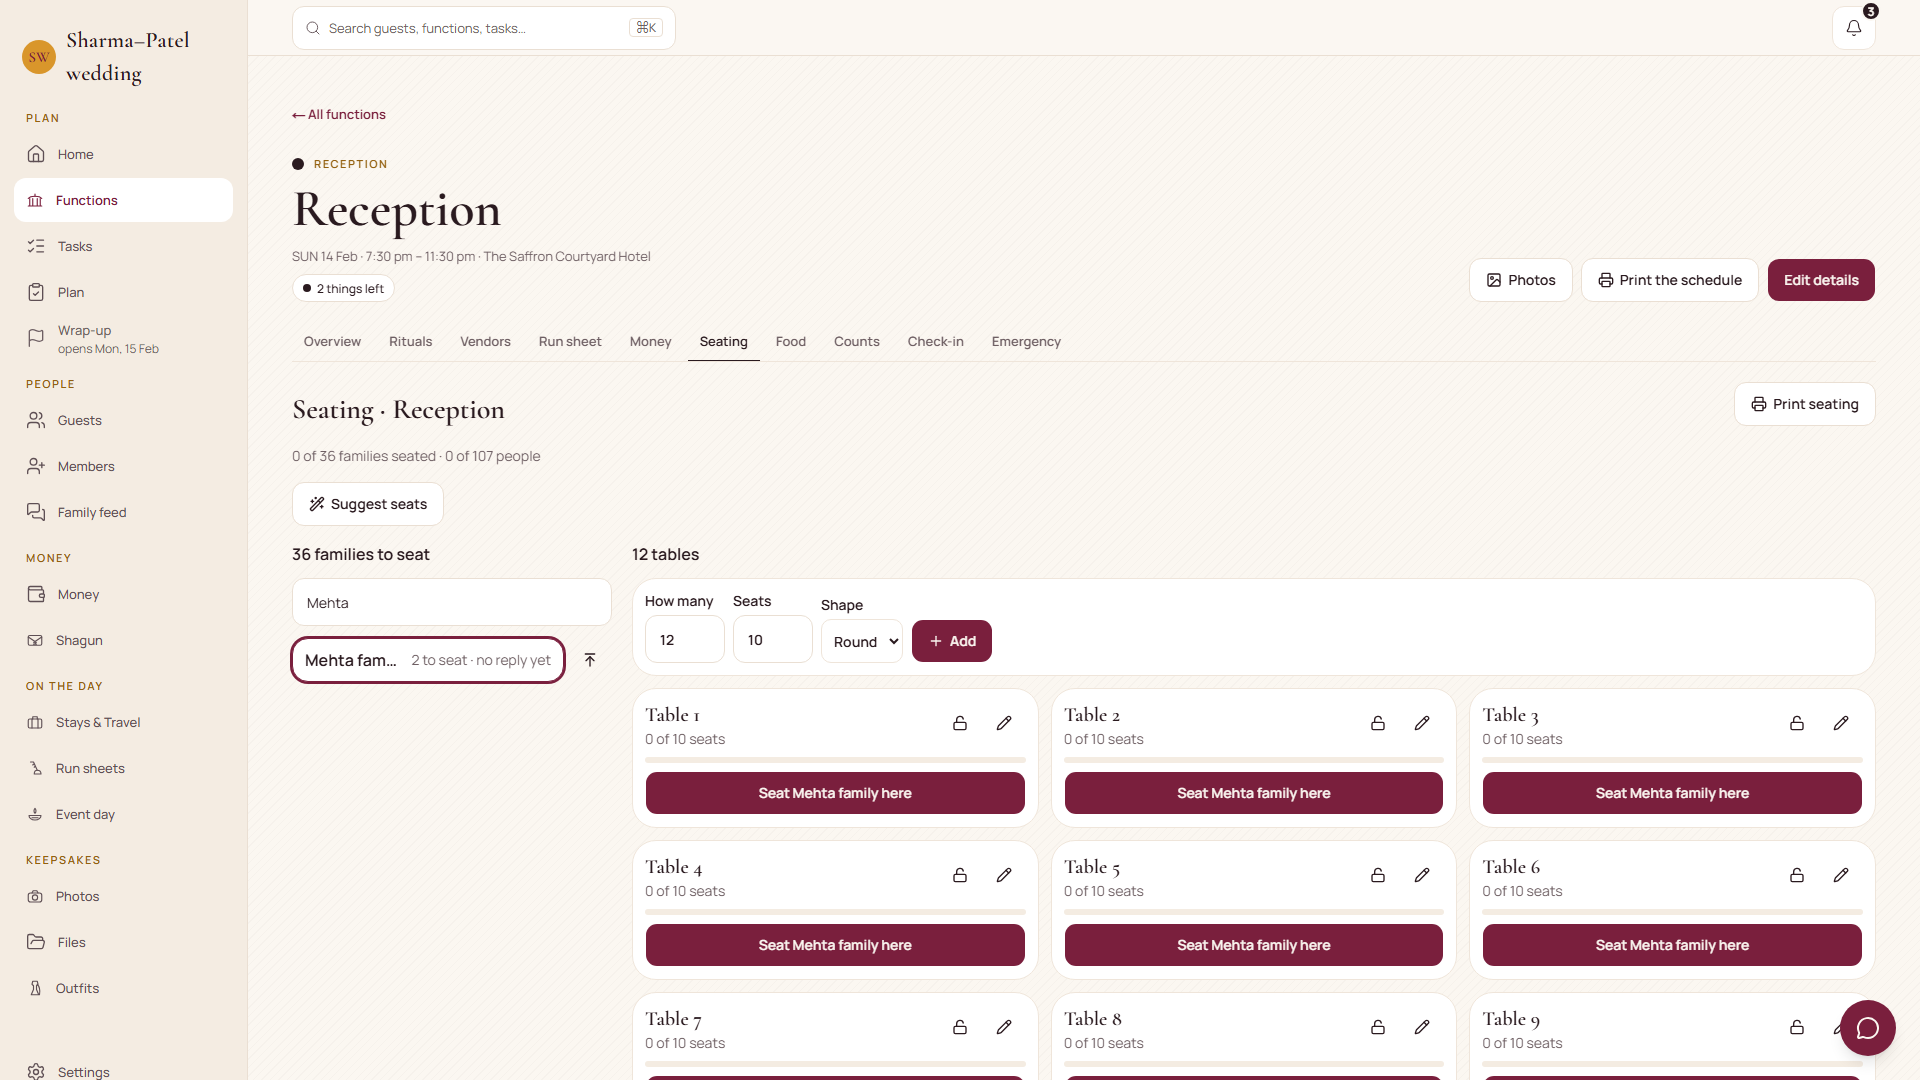 SW
Sharma–Patel
wedding
PLAN
Home
Functions
Tasks
Plan
Wrap-up
opens Mon, 15 Feb
PEOPLE
Guests
Members
Family feed
MONEY
Money
Shagun
ON THE DAY
Stays & Travel
Run sheets
Event day
KEEPSAKES
Photos
Files
Outfits
Settings
Search guests, functions, tasks... ⌘K
3
← All functions
RECEPTION
Reception
SUN 14 Feb · 7:30 pm – 11:30 pm · The Saffron Courtyard Hotel
2 things left
Photos
Print the schedule
Edit details
Overview Rituals Vendors Run sheet Money Seating Food Counts Check-in Emergency
Seating · Reception
Print seating
0 of 36 families seated · 0 of 107 people
Suggest seats
36 families to seat
Mehta
Mehta fam... 2 to seat · no reply yet
12 tables
How many Seats Shape
12 10 Round + Add
Table 1
0 of 10 seats
Seat Mehta family here
Table 2
0 of 10 seats
Seat Mehta family here
Table 3
0 of 10 seats
Seat Mehta family here
Table 4
0 of 10 seats
Seat Mehta family here
Table 5
0 of 10 seats
Seat Mehta family here
Table 6
0 of 10 seats
Seat Mehta family here
Table 7
0 of 10 seats
Table 8
0 of 10 seats
Table 9
0 of 10 seats